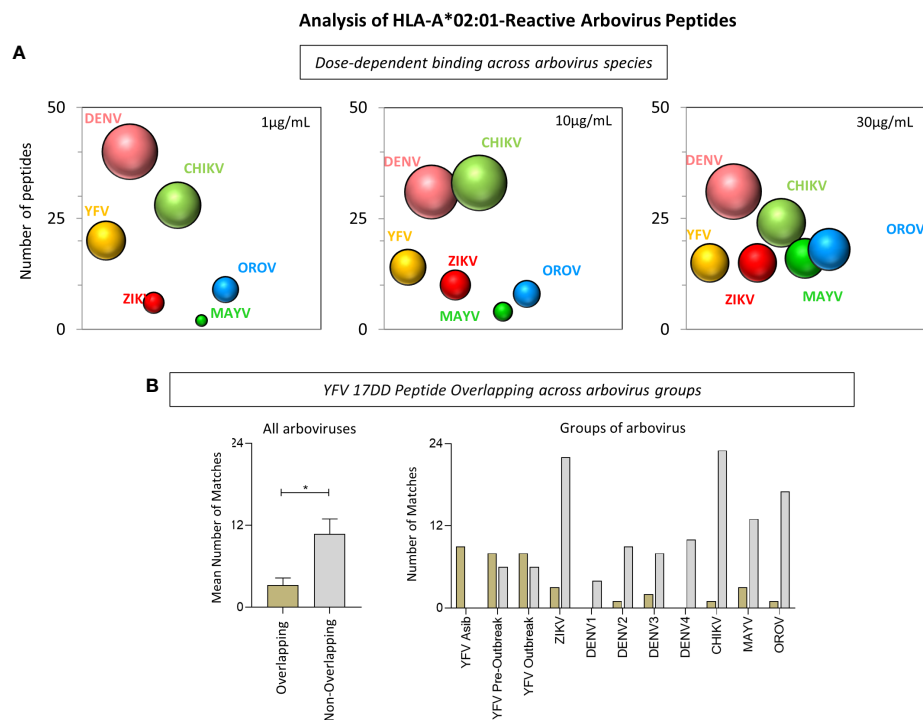 Analysis of HLA-A*02:01-Reactive Arbovirus Peptides
A
Dose-dependent binding across arbovirus species
Number of peptides
50
25
0
1µg/mL
DENV
CHIKV
YFV
ZIKV
OROV
MAYV
50
25
0
10µg/mL
DENV
CHIKV
YFV
ZIKV
OROV
MAYV
50
25
0
30µg/mL
DENV
CHIKV
YFV
OROV
ZIKV
MAYV
B
YFV 17DD Peptide Overlapping across arbovirus groups
All arboviruses
Mean Number of Matches
24
12
0
*
Overlapping
Non-Overlapping
Groups of arbovirus
Number of Matches
24
12
0
YFV Asib
YFV Pre-Outbreak
YFV Outbreak
ZIKV
DENV1
DENV2
DENV3
DENV4
CHIKV
MAYV
OROV